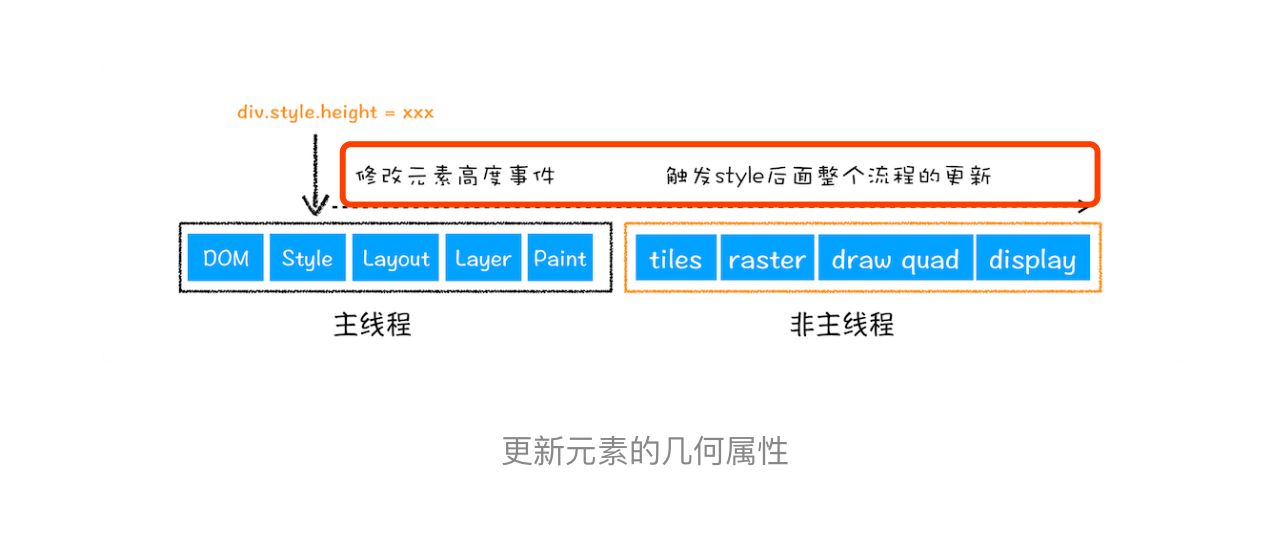 div.style.height = xxx
修改元素高度事件 触发style后面整个流程的更新
DOM Style Layout Layer Paint tiles raster draw quad display
主线程 非主线程
更新元素的几何属性